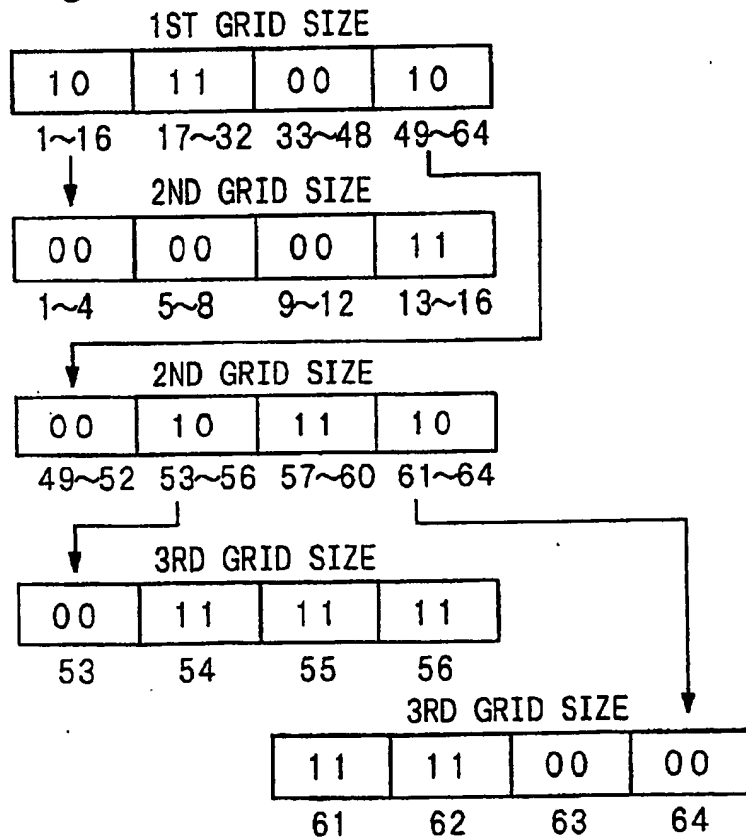 1ST GRID SIZE
10 11 00 10
1~16 17~32 33~48 49~64
2ND GRID SIZE
00 00 00 11
1~4 5~8 9~12 13~16
2ND GRID SIZE
00 10 11 10
49~52 53~56 57~60 61~64
3RD GRID SIZE
00 11 11 11
53 54 55 56
3RD GRID SIZE
11 11 00 00
61 62 63 64